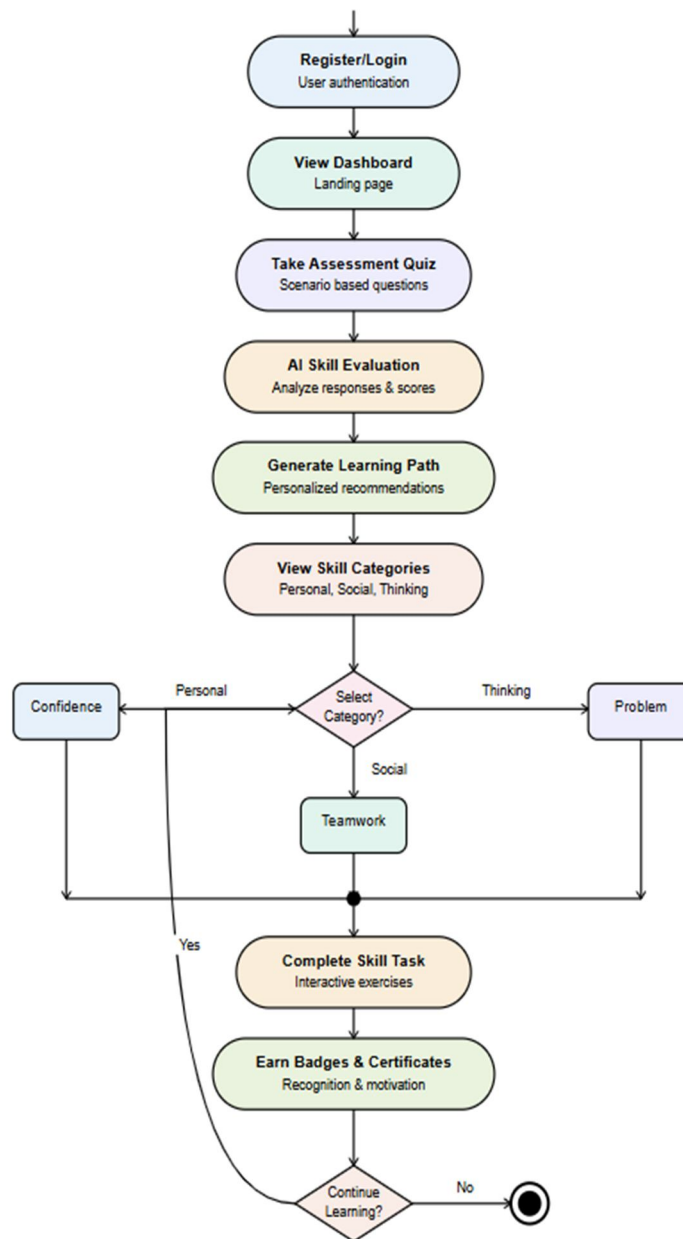 Register/Login
User authentication
View Dashboard
Landing page
Take Assessment Quiz
Scenario based questions
AI Skill Evaluation
Analyze responses & scores
Generate Learning Path
Personalized recommendations
View Skill Categories
Personal, Social, Thinking
Confidence
Personal
Select
Category?
Thinking
Problem
Social
Teamwork
Yes
Complete Skill Task
Interactive exercises
Earn Badges & Certificates
Recognition & motivation
Continue
Learning?
No